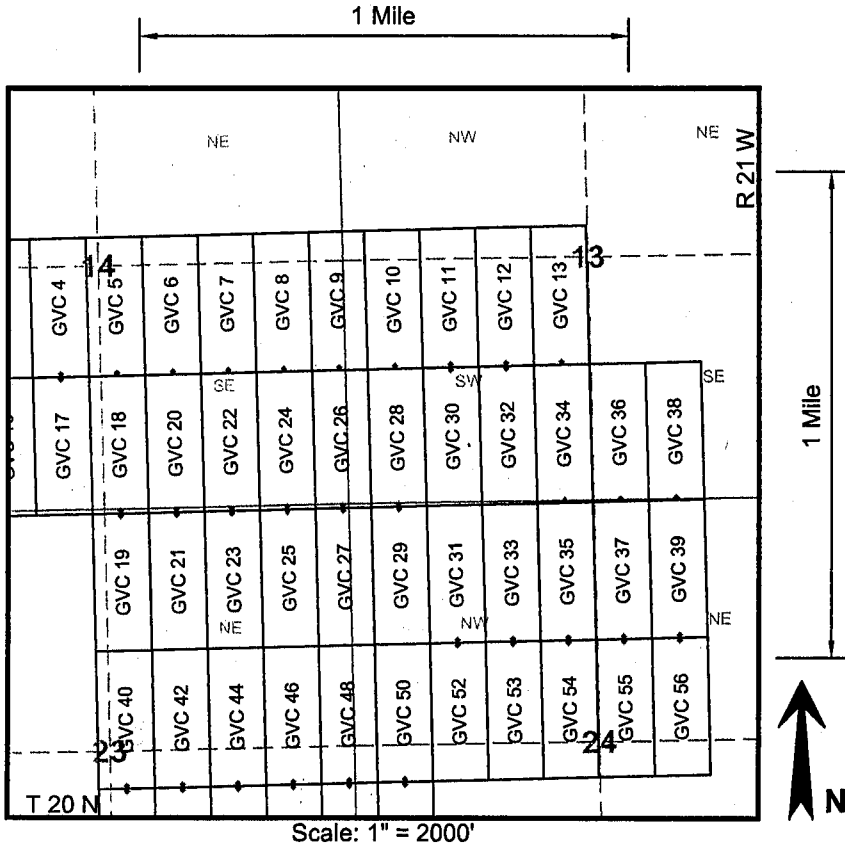 1 Mile
NE
NW
NE
R 21 W
14
13
GVC 4
GVC 5
GVC 6
GVC 7
GVC 8
GVC 9
GVC 10
GVC 11
GVC 12
GVC 13
SE
SW
SE
GVC 17
GVC 18
GVC 20
GVC 22
GVC 24
GVC 26
GVC 28
GVC 30
GVC 32
GVC 34
GVC 36
GVC 38
1 Mile
GVC 19
GVC 21
GVC 23
GVC 25
GVC 27
GVC 29
GVC 31
GVC 33
GVC 35
GVC 37
GVC 39
NE
NW
NE
GVC 40
GVC 42
GVC 44
GVC 46
GVC 48
GVC 50
GVC 52
GVC 53
GVC 54
GVC 55
GVC 56
23
24
T 20 N
N
Scale: 1" = 2000'